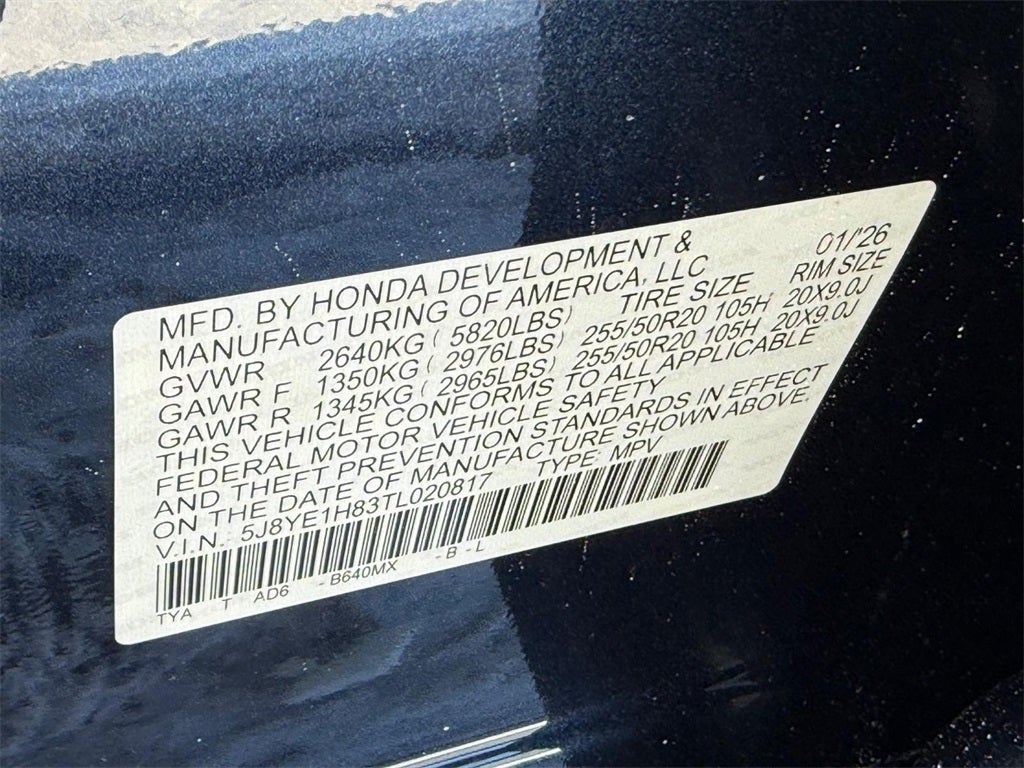 MFD. BY HONDA DEVELOPMENT & 01/'26
MANUFACTURING OF AMERICA, LLC
GVWR 2640KG ( 5820LBS) TIRE SIZE RIM SIZE
GAWR F 1350KG ( 2976LBS) 255/50R20 105H 20X9.0J
GAWR R 1345KG ( 2965LBS) 255/50R20 105H 20X9.0J
THIS VEHICLE CONFORMS TO ALL APPLICABLE
FEDERAL MOTOR VEHICLE SAFETY
AND THEFT PREVENTION STANDARDS IN EFFECT
ON THE DATE OF MANUFACTURE SHOWN ABOVE.
V.I.N.: 5J8YE1H83TL020817 TYPE: MPV
TYA T AD6 - B640MX - B - L